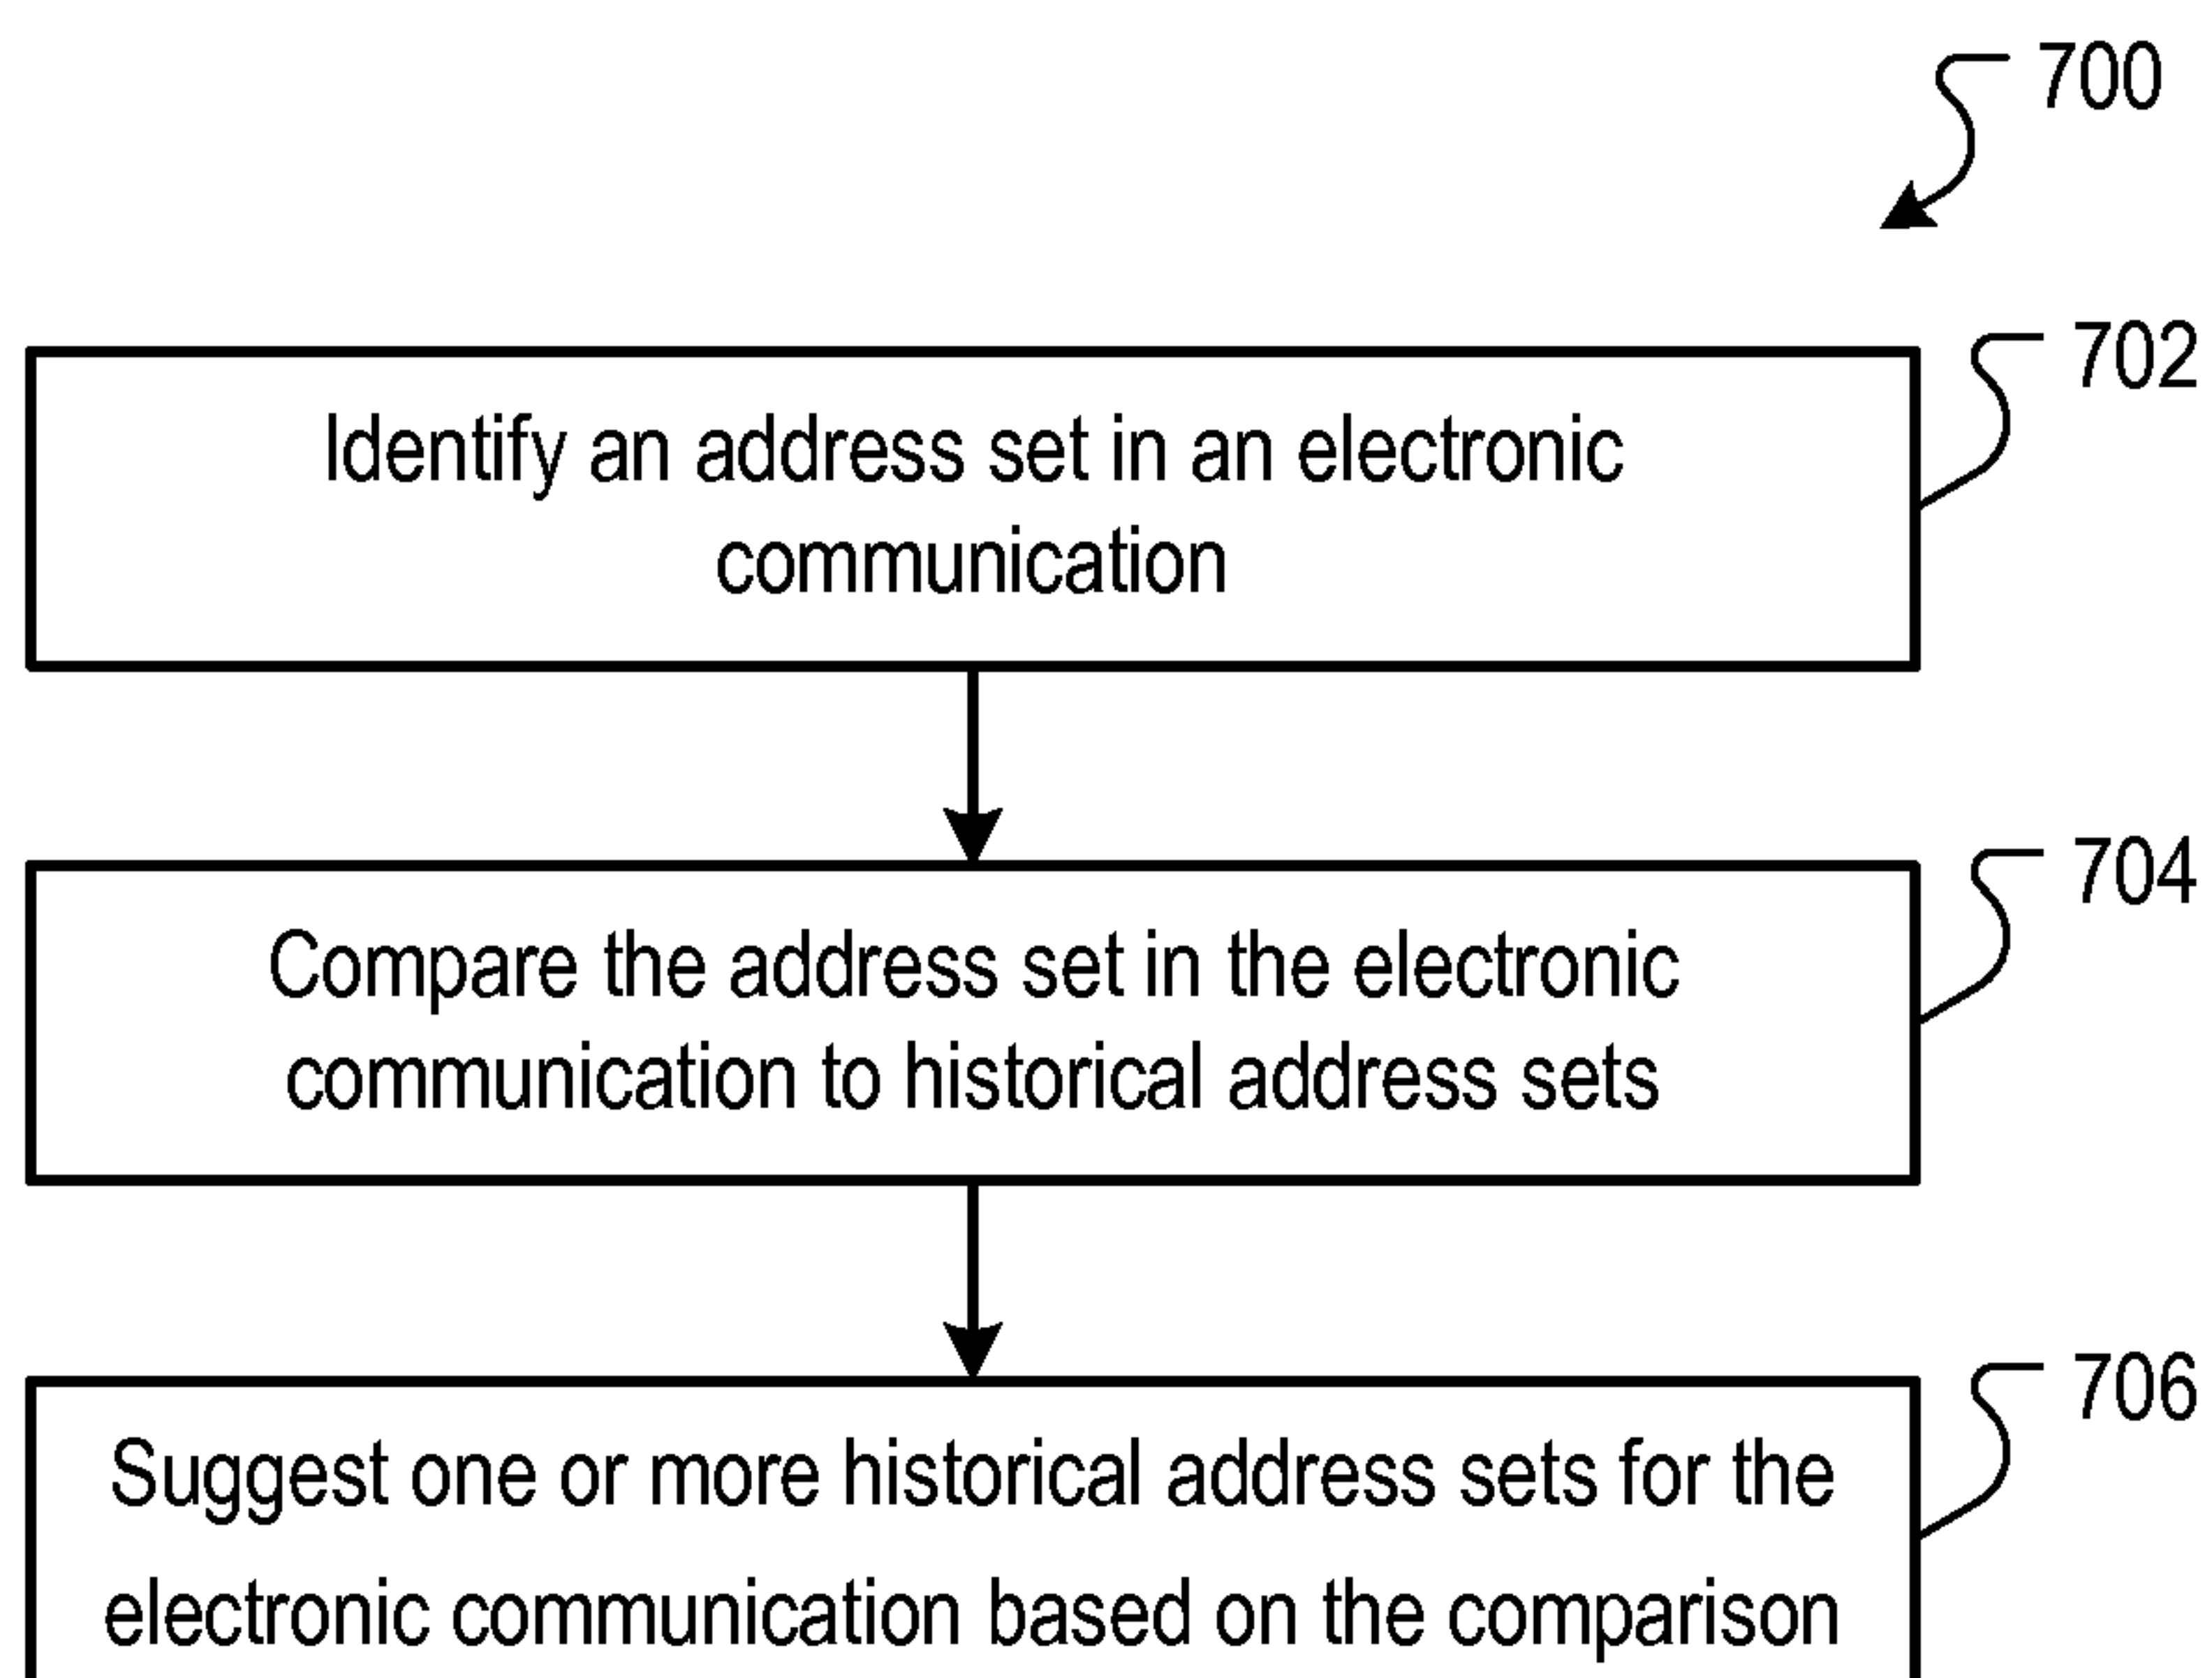 700
702
Identify an address set in an electronic
communication
704
Compare the address set in the electronic
communication to historical address sets
706
Suggest one or more historical address sets for the
electronic communication based on the comparison